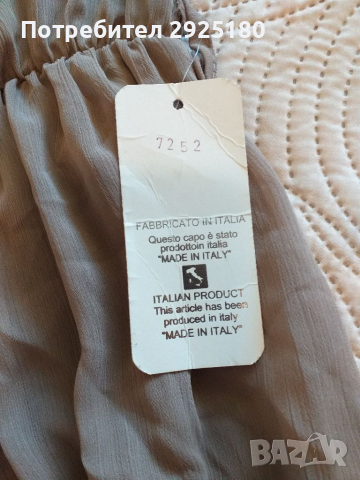 Потребител 2925180
7252
FABBRICATO IN ITALIA
Questo capo è stato
prodottoin italia
"MADE IN ITALY"
ITALIAN PRODUCT
This article has been
produced in italy
"MADE IN ITALY"
BAZAR